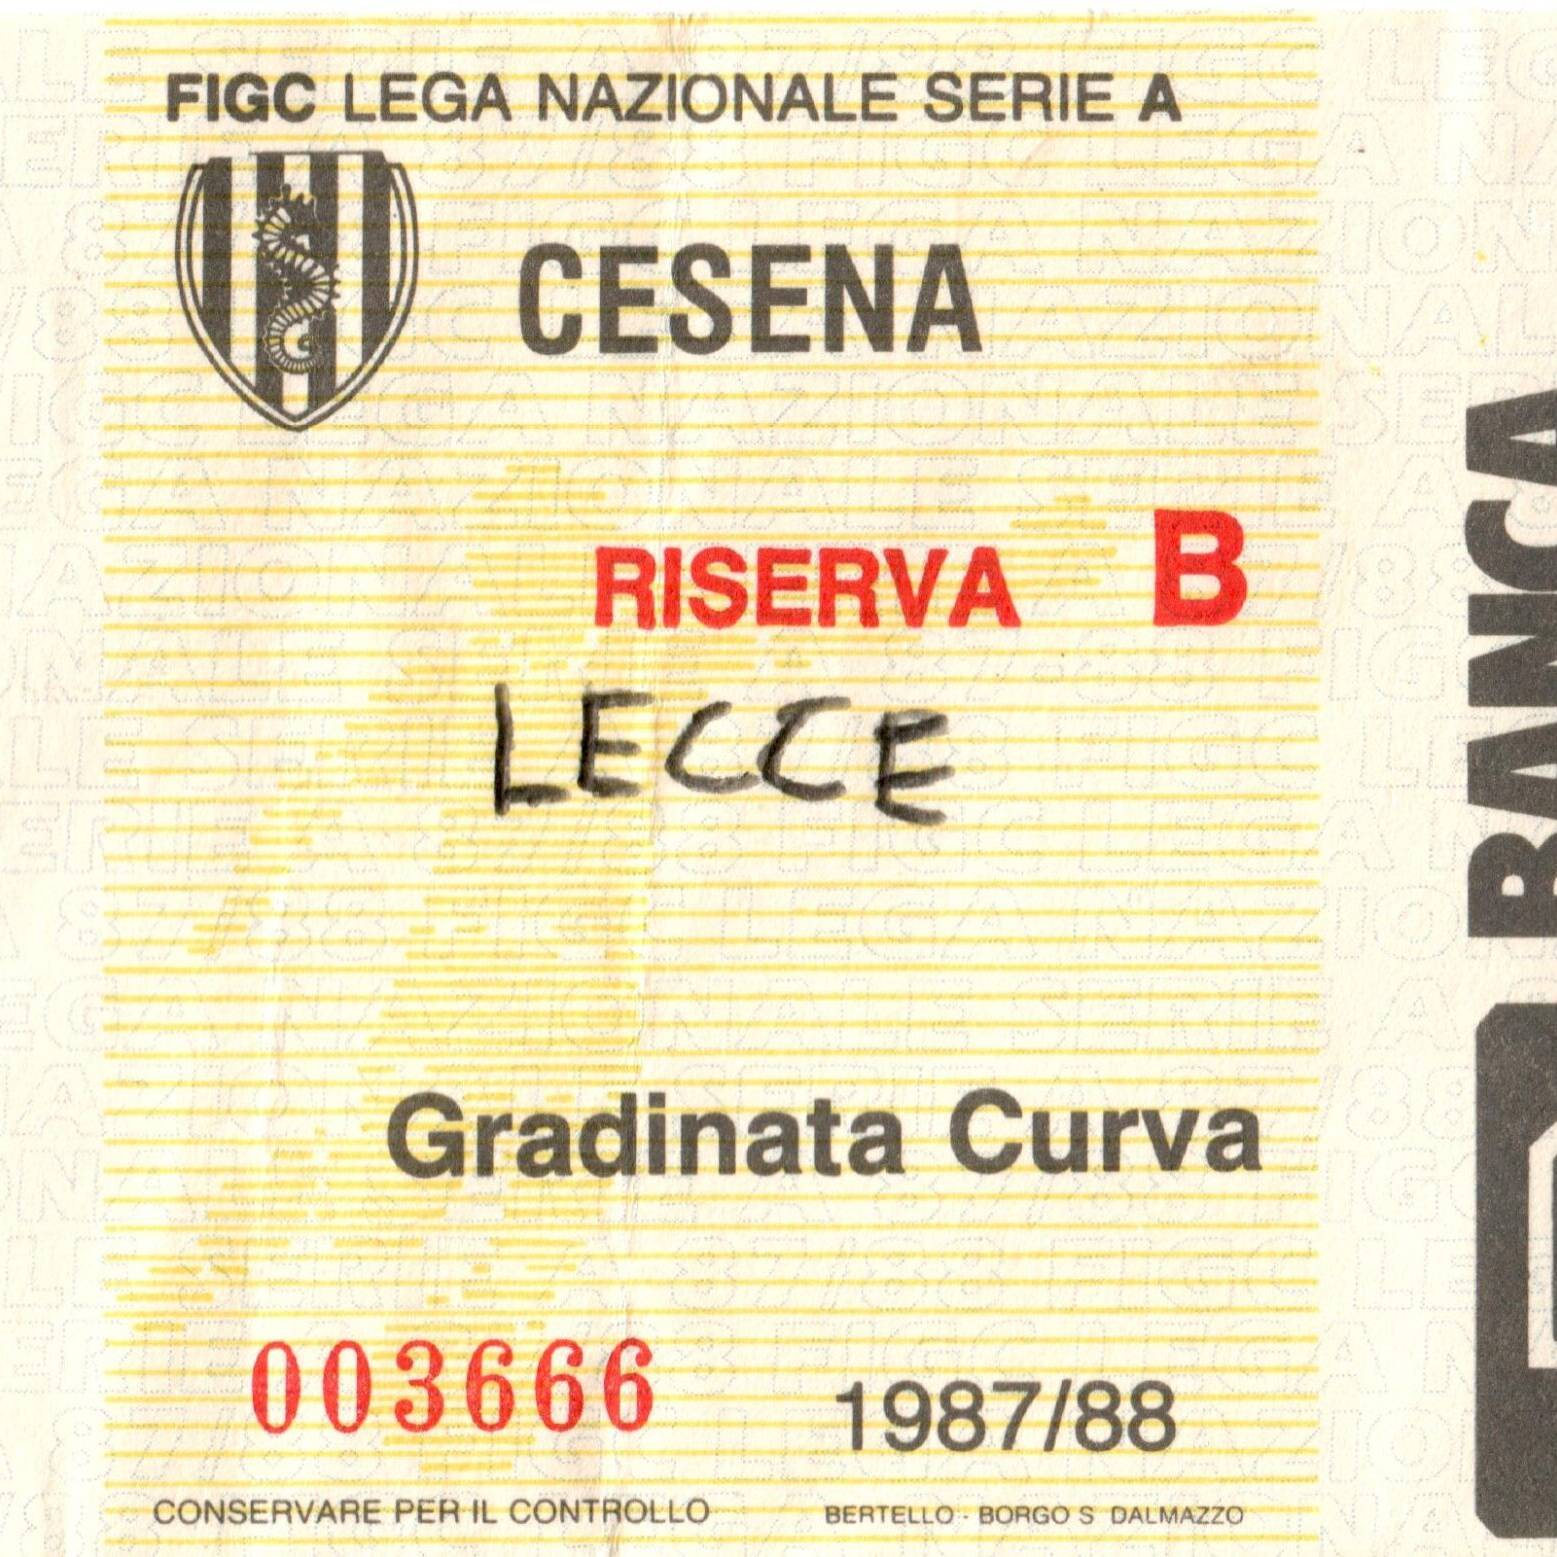 FIGC LEGA NAZIONALE SERIE A
CESENA
RISERVA B
LECCE
Gradinata Curva
003666
1987/88
CONSERVARE PER IL CONTROLLO
BERTELLO - BORGO S DALMAZZO
BANCA